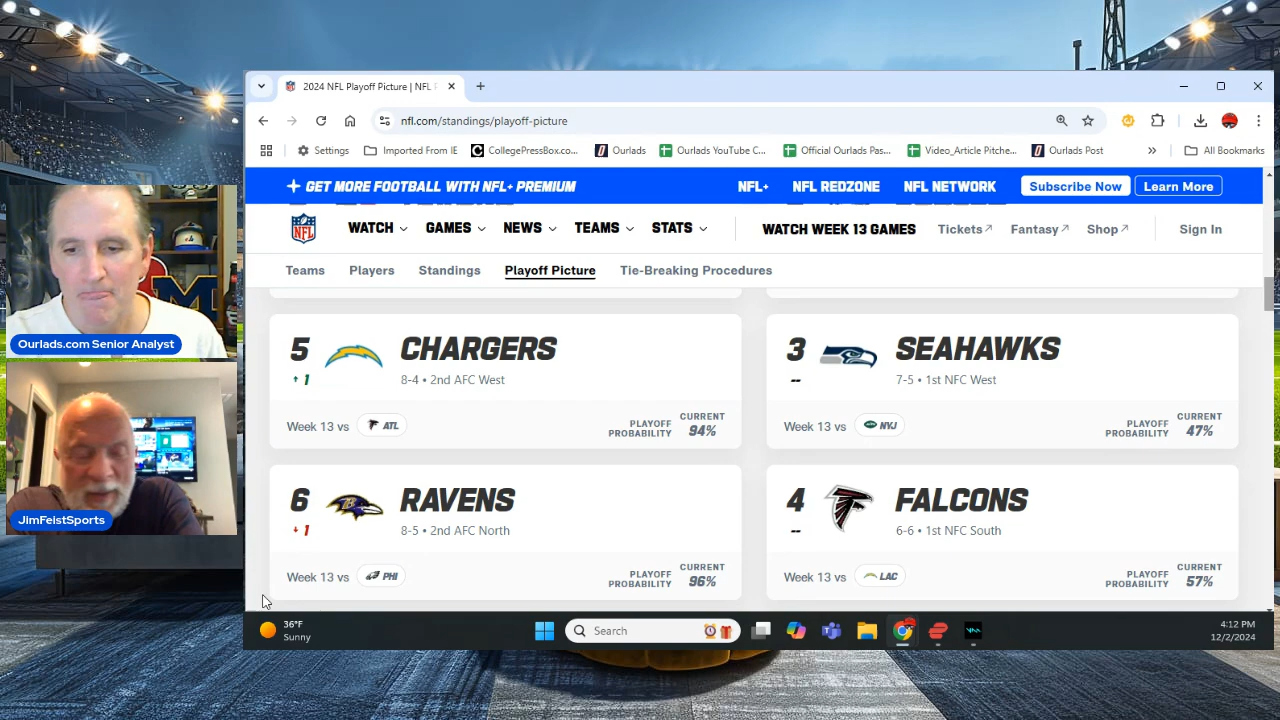 2024 NFL Playoff Picture | NFL
nfl.com/standings/playoff-picture
Settings
Imported From IE
CollegePressBox.co...
Ourlads
Ourlads YouTube C...
Official Ourlads Pas...
Video_Article Pitche...
Ourlads Post
»
All Bookmarks
GET MORE FOOTBALL WITH NFL+ PREMIUM
NFL+
NFL REDZONE
NFL NETWORK
Subscribe Now
Learn More
NFL
WATCH
GAMES
NEWS
TEAMS
STATS
WATCH WEEK 13 GAMES
Tickets
Fantasy
Shop
Sign In
Teams
Players
Standings
Playoff Picture
Tie-Breaking Procedures
5
CHARGERS
↑ 1
8-4 • 2nd AFC West
Week 13 vs
ATL
PLAYOFF PROBABILITY
CURRENT
94%
3
SEAHAWKS
--
7-5 • 1st NFC West
Week 13 vs
NYJ
PLAYOFF PROBABILITY
CURRENT
47%
6
RAVENS
↓ 1
8-5 • 2nd AFC North
Week 13 vs
PHI
PLAYOFF PROBABILITY
CURRENT
96%
4
FALCONS
--
6-6 • 1st NFC South
Week 13 vs
LAC
PLAYOFF PROBABILITY
CURRENT
57%
M
Ourlads.com Senior Analyst
JimFeistSports
36°F
Sunny
Search
4:12 PM
12/2/2024